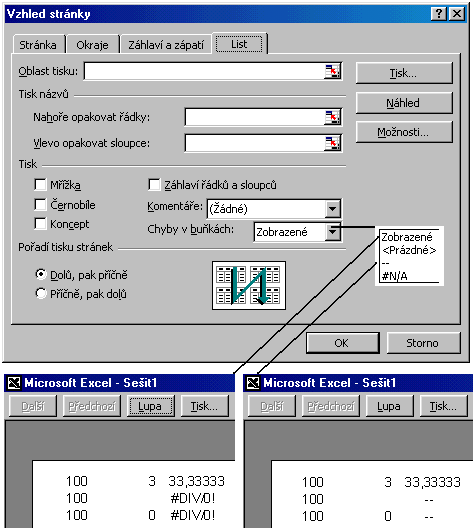 Vzhled stránky
Stránka Okraje Záhlaví a zápatí List
Oblast tisku: Tisk...
Tisk názvů
Náhled
Nahoře opakovat řádky:
Možnosti...
Vlevo opakovat sloupce:
Tisk
Mřížka Záhlaví řádků a sloupců
Černobíle Komentáře: (Žádné)
Koncept Chyby v buňkách: Zobrazené
Zobrazené
<Prázdné>
--
#N/A
Pořadí tisku stránek
Dolů, pak příčně
Příčně, pak dolů
OK Storno
Microsoft Excel - Sešit1
Další Předchozí Lupa Tisk...
100 3 33,33333
100 #DIV/0!
100 0 #DIV/0!
Microsoft Excel - Sešit1
Další Předchozí Lupa Tisk...
100 3 33,33333
100 --
100 0 --